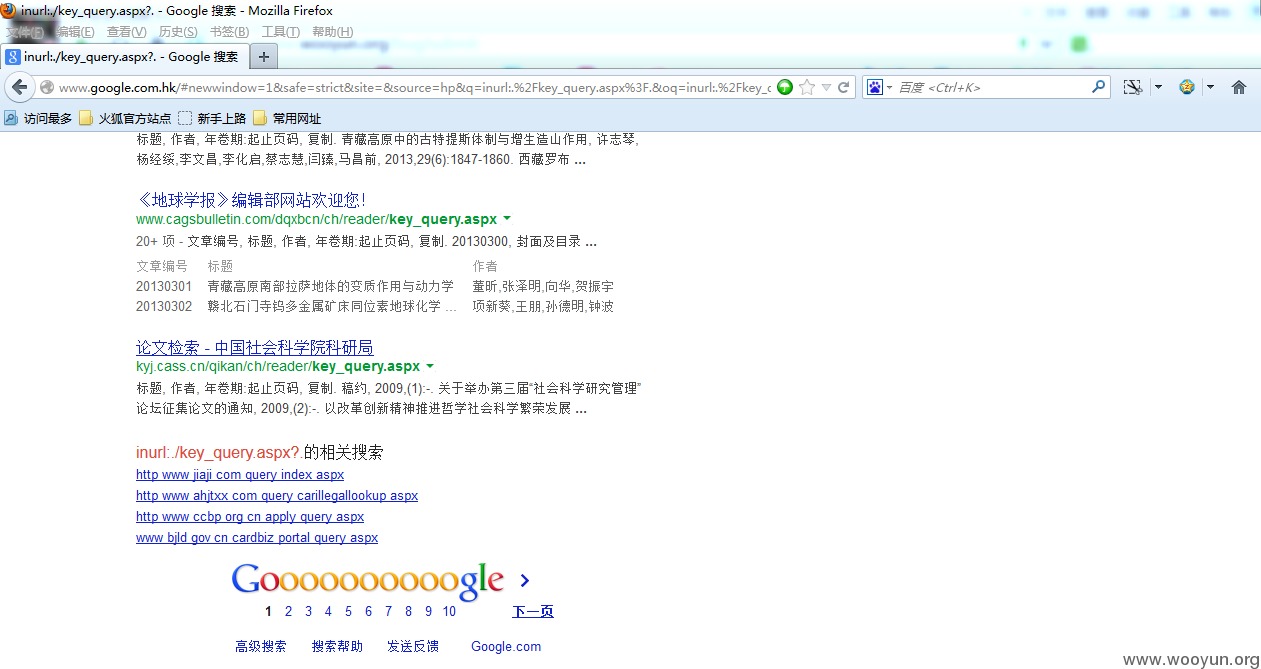 inurl:./key_query.aspx?. - Google 搜索 - Mozilla Firefox
文件(F) 编辑(E) 查看(V) 历史(S) 书签(B) 工具(T) 帮助(H)
inurl:./key_query.aspx?. - Google 搜索
www.google.com.hk/#newwindow=1&safe=strict&site=&source=hp&q=inurl:.%2Fkey_query.aspx%3F.&oq=inurl:.%2Fkey_c
百度 <Ctrl+K>
访问最多 火狐官方站点 新手上路 常用网址
标题, 作者, 年卷期:起止页码, 复制. 青藏高原中的古特提斯体制与增生造山作用, 许志琴,
杨经绥,李文昌,李化启,蔡志慧,闫臻,马昌前, 2013,29(6):1847-1860. 西藏罗布 ...
《地球学报》编辑部网站欢迎您!
www.cagsbulletin.com/dqxbcn/ch/reader/key_query.aspx
20+ 项 - 文章编号, 标题, 作者, 年卷期:起止页码, 复制. 20130300, 封面及目录 ...
文章编号 标题 作者
20130301 青藏高原南部拉萨地体的变质作用与动力学 董昕,张泽明,向华,贺振宇
20130302 赣北石门寺钨多金属矿床同位素地球化学 ... 项新葵,王朋,孙德明,钟波
论文检索 - 中国社会科学院科研局
kyj.cass.cn/qikan/ch/reader/key_query.aspx
标题, 作者, 年卷期:起止页码, 复制. 稿约, 2009,(1):-. 关于举办第三届“社会科学研究管理”
论坛征集论文的通知, 2009,(2):-. 以改革创新精神推进哲学社会科学繁荣发展 ...
inurl:./key_query.aspx?.的相关搜索
http www jiaji com query index aspx
http www ahjtxx com query carillegallookup aspx
http www ccbp org cn apply query aspx
www bjld gov cn cardbiz portal query aspx
Goooooooooogle
1 2 3 4 5 6 7 8 9 10 下一页
高级搜索 搜索帮助 发送反馈 Google.com
www.wooyun.org